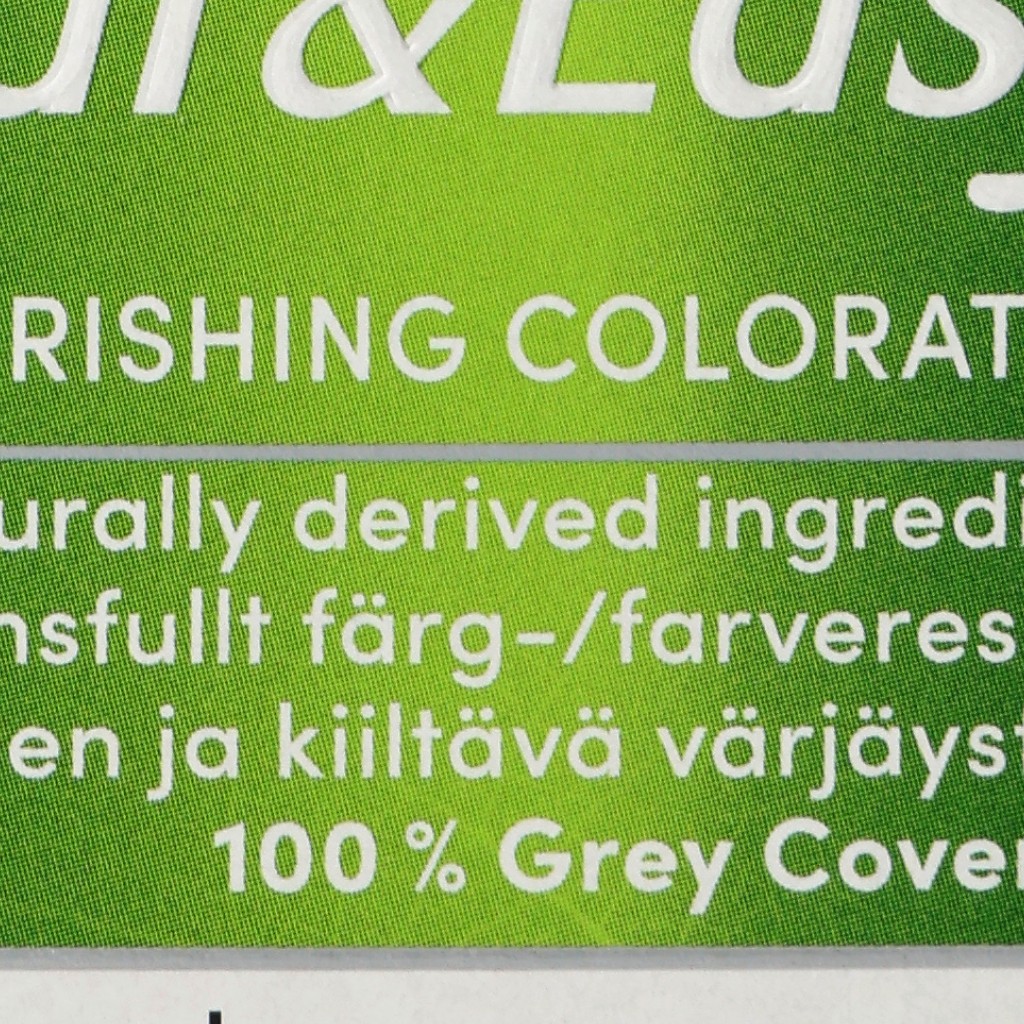 RISHING COLORAT
urally derived ingredi
nsfullt färg-/farveres
en ja kiiltävä värjäyst
100 % Grey Cover